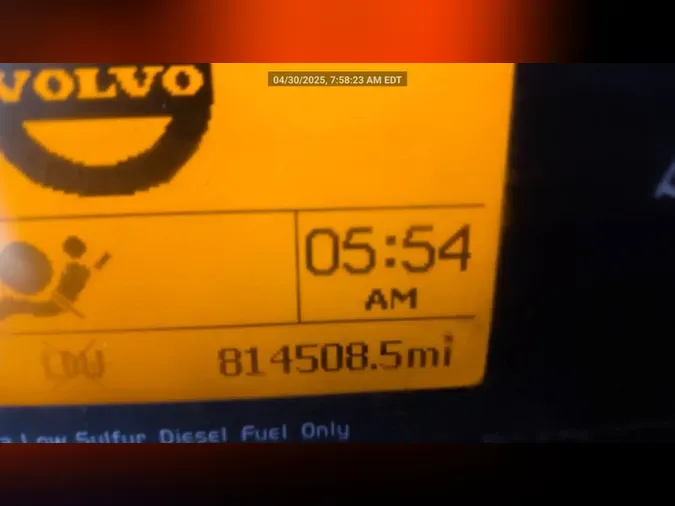 04/30/2025, 7:58:23 AM EDT
VOLVO
05:54
AM
LDW
814508.5mi
Low Sulfur Diesel Fuel Only